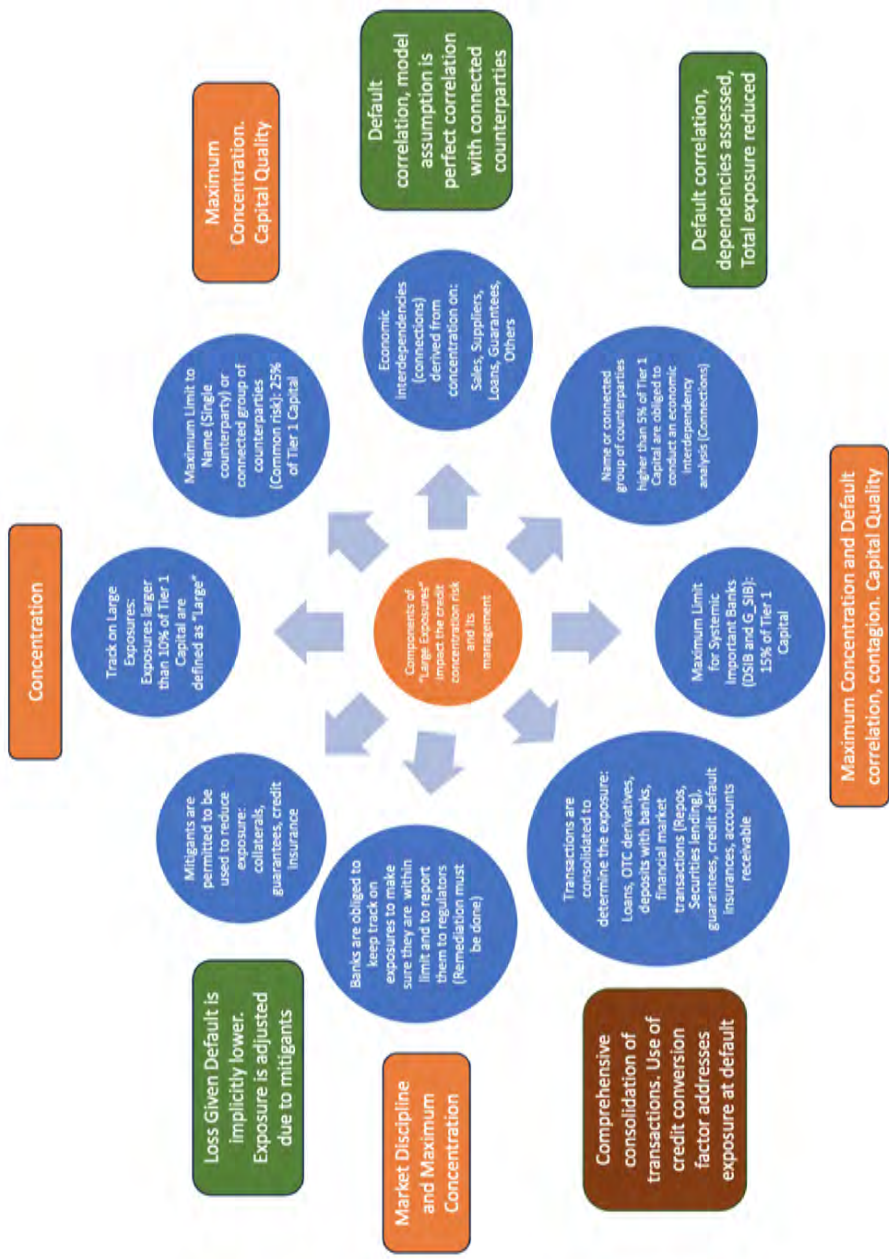 Concentration
Track on Large
Exposures:
Exposures larger
than 10% of Tier 1
Capital are
defined as "Large"
Maximum
Concentration.
Capital Quality
Maximum Limit to
Name (Single
counterparty) or
connected group of
counterparties
(Common risk): 25%
of Tier 1 Capital
Default
correlation, model
assumption is
perfect correlation
with connected
counterparties
Economic
interdependencies
(connections)
derived from
concentration on:
Sales, Suppliers,
Loans, Guarantees,
Others
Default correlation,
dependencies assessed,
Total exposure reduced
Name or connected
group of counterparties
higher than 5% of Tier 1
Capital are obliged to
conduct an economic
interdependency
analysis (Connections)
Maximum Limit
for Systemic
Important Banks
(DSIB and G_SIB):
15% of Tier 1
Capital
Maximum Concentration and Default
correlation, contagion. Capital Quality
Transactions are
consolidated to
determine the exposure:
Loans, OTC derivatives,
deposits with banks,
financial market
transactions (Repos,
Securities lending),
guarantees, credit default
insurances, accounts
receivable
Comprehensive
consolidation of
transactions. Use of
credit conversion
factor addresses
exposure at default
Banks are obliged to
keep track on
exposures to make
sure they are within
limit and to report
them to regulators
(Remediation must
be done)
Market Discipline
and Maximum
Concentration
Mitigants are
permitted to be
used to reduce
exposure:
collaterals,
guarantees, credit
insurance
Loss Given Default is
implicitly lower.
Exposure is adjusted
due to mitigants
Components of
"Large Exposures"
impact the credit
concentration risk
and its
management